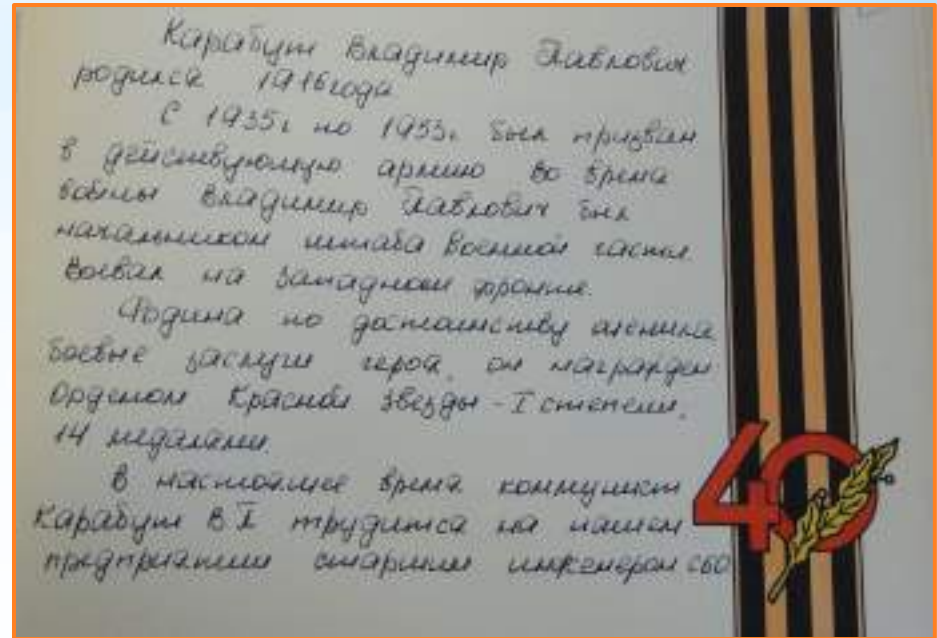 Карабут Владимир Павлович
родился 1916 года
С 1935г по 1953г был призван
в действующую армию во время
войны Владимир Павлович был
начальником штаба Военной части
Воевал на Западном фронте.
Родина по достоинству оценила
боевые заслуги героя, он награжден
Орденом Красной Звезды - I степени,
14 медалями.
В настоящее время коммунист
Карабут В П трудится на нашем
предприятии старшим инженером СБО
40